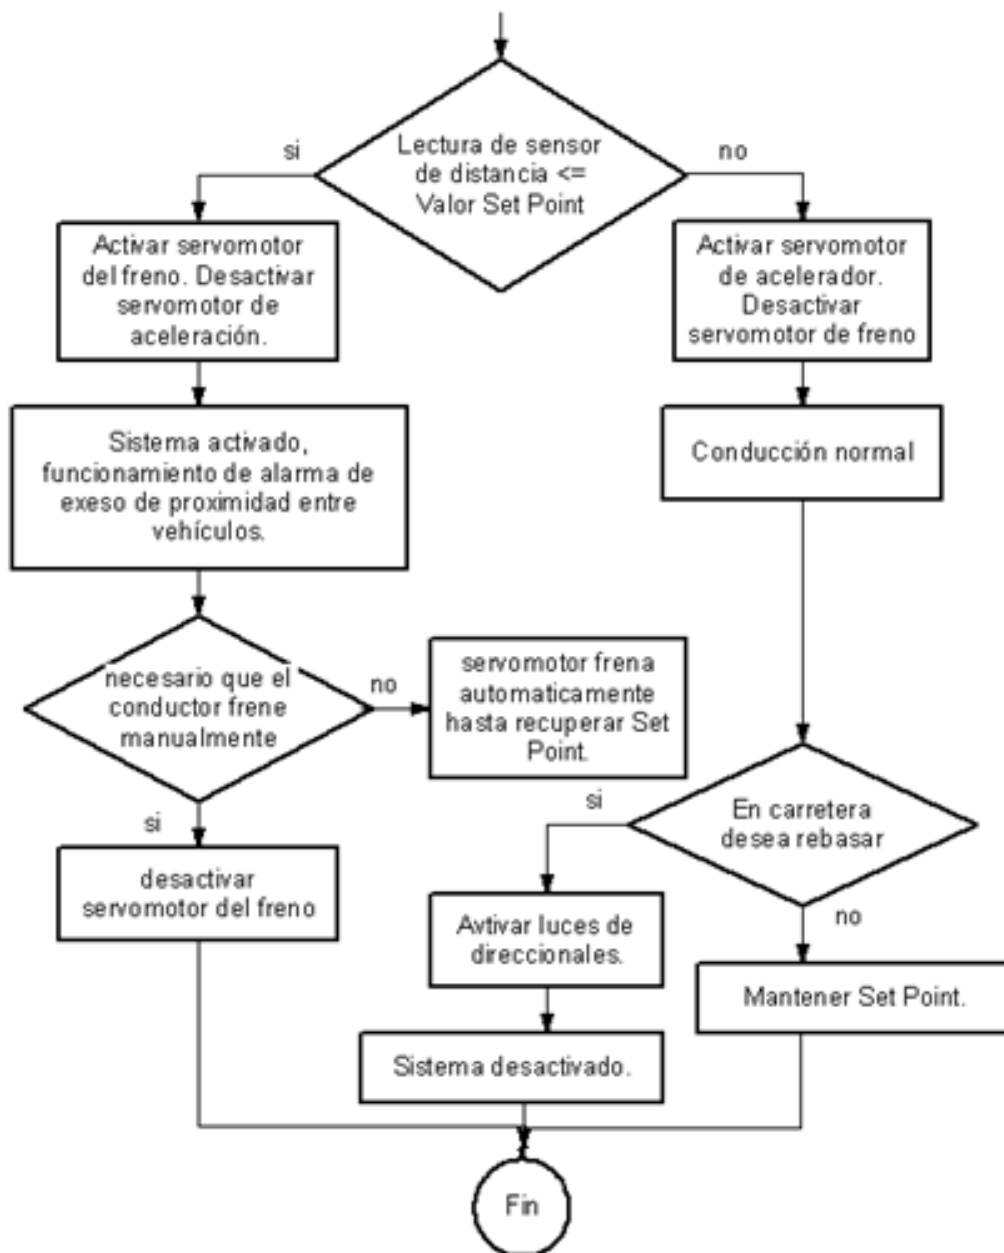 Lectura de sensor
de distancia <=
Valor Set Point
si
no
Activar servomotor
del freno. Desactivar
servomotor de
aceleración.
Activar servomotor
de acelerador.
Desactivar
servomotor de freno
Sistema activado,
funcionamiento de alarma de
exeso de proximidad entre
vehículos.
Conducción normal
necesario que el
conductor frene
manualmente
no
servomotor frena
automaticamente
hasta recuperar Set
Point.
si
desactivar
servomotor del freno
En carretera
desea rebasar
si
no
Avtivar luces de
direccionales.
Mantener Set Point.
Sistema desactivado.
Fin